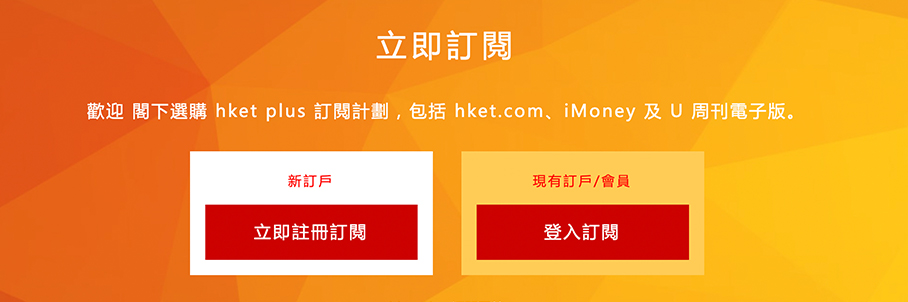 立即訂閱
歡迎 閣下選購 hket plus 訂閱計劃，包括 hket.com、iMoney 及 U 周刊電子版。
新訂戶
立即註冊訂閱
現有訂戶/會員
登入訂閱